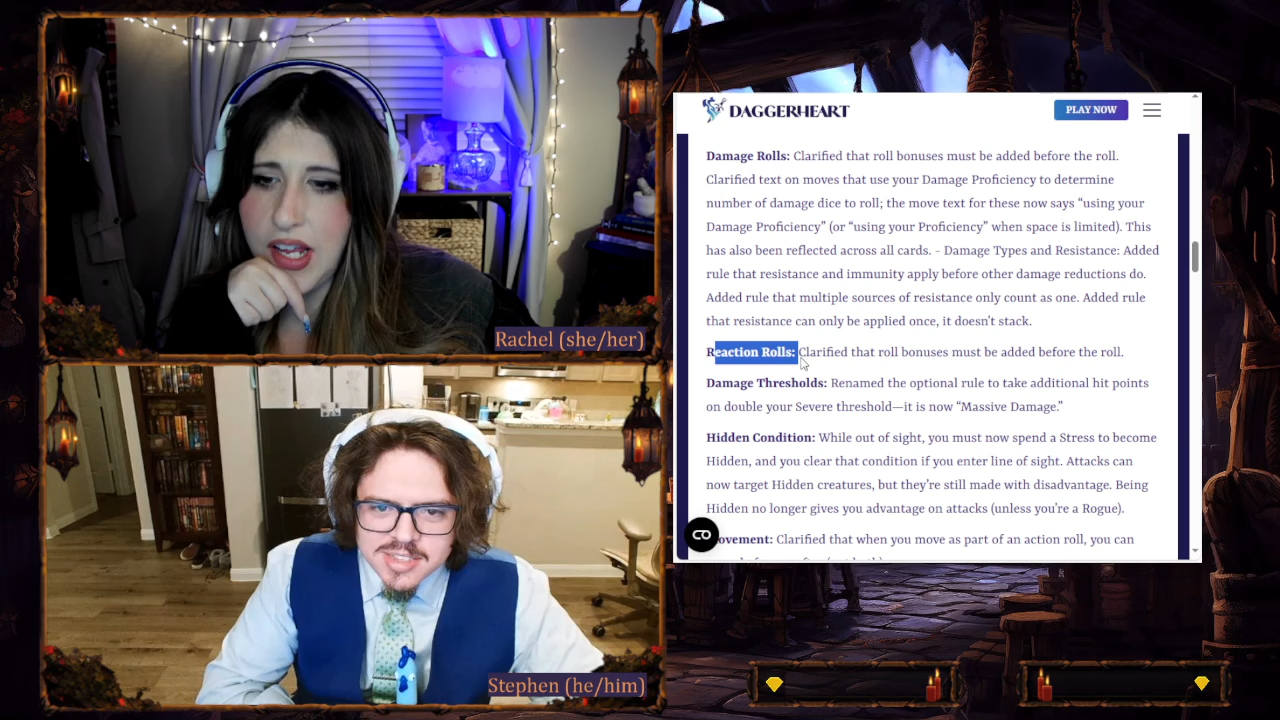 Rachel (she/her)
Stephen (he/him)
DAGGERHEART
PLAY NOW
Damage Rolls: Clarified that roll bonuses must be added before the roll.
Clarified text on moves that use your Damage Proficiency to determine
number of damage dice to roll; the move text for these now says “using your
Damage Proficiency” (or “using your Proficiency” when space is limited). This
has also been reflected across all cards. - Damage Types and Resistance: Added
rule that resistance and immunity apply before other damage reductions do.
Added rule that multiple sources of resistance only count as one. Added rule
that resistance can only be applied once, it doesn’t stack.
Reaction Rolls: Clarified that roll bonuses must be added before the roll.
Damage Thresholds: Renamed the optional rule to take additional hit points
on double your Severe threshold—it is now “Massive Damage.”
Hidden Condition: While out of sight, you must now spend a Stress to become
Hidden, and you clear that condition if you enter line of sight. Attacks can
now target Hidden creatures, but they’re still made with disadvantage. Being
Hidden no longer gives you advantage on attacks (unless you’re a Rogue).
ovement: Clarified that when you move as part of an action roll, you can